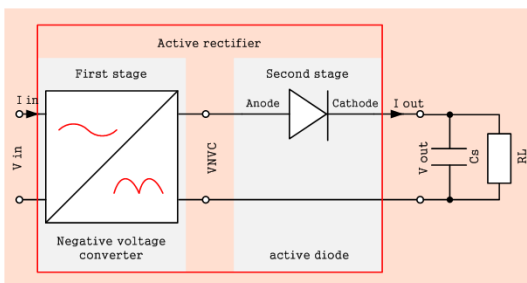 Active rectifier
First stage
Second stage
I in
Anode
Cathode
I out
V in
VNVC
V out
Cs
RL
Negative voltage
converter
active diode